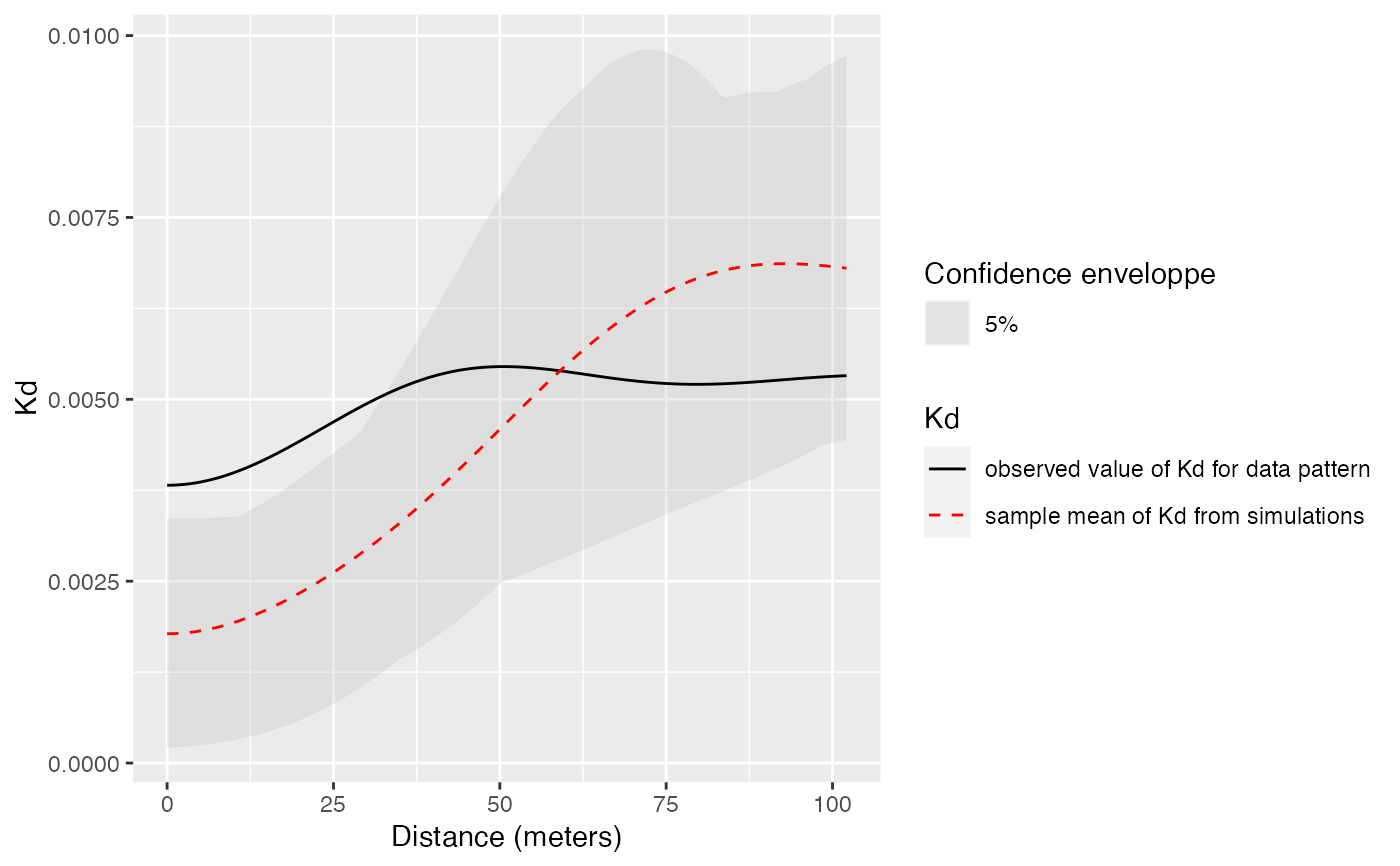 0.0100
0.0075
0.0050
0.0025
0.0000
Kd
0
25
50
75
100
Distance (meters)
Confidence enveloppe
5%
Kd
observed value of Kd for data pattern
sample mean of Kd from simulations